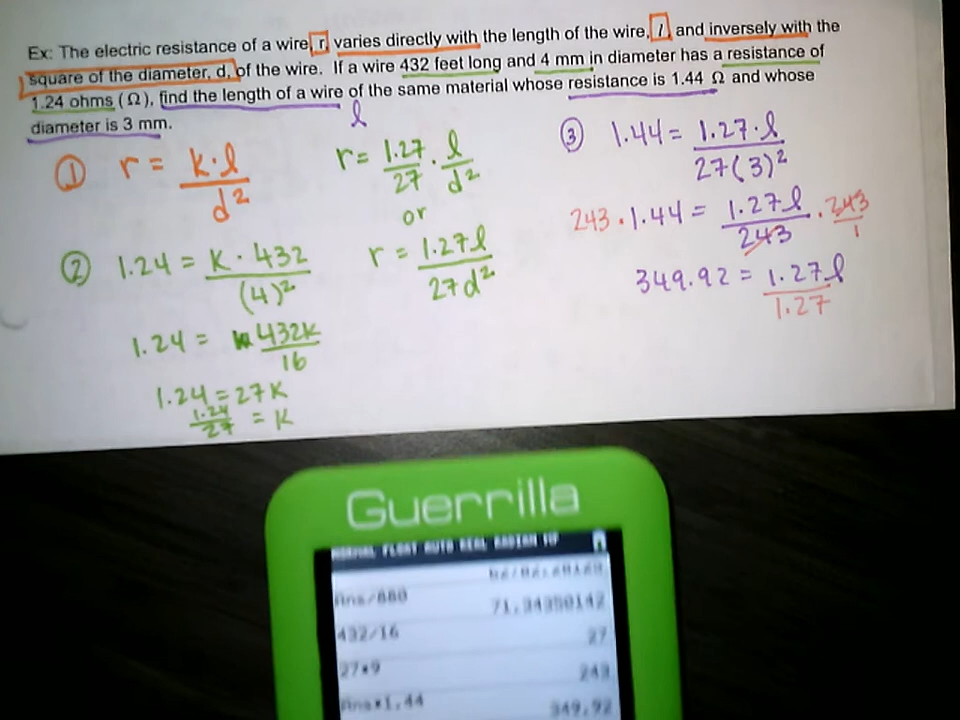 Ex: The electric resistance of a wire, r, varies directly with the length of the wire, l, and inversely with the
square of the diameter, d, of the wire. If a wire 432 feet long and 4 mm in diameter has a resistance of
1.24 ohms (Ω), find the length of a wire of the same material whose resistance is 1.44 Ω and whose
diameter is 3 mm.
l
① r = k·l / d²
② 1.24 = k · 432 / (4)²
1.24 = 432k / 16
1.24 = 27k
1.24 / 27 = k
r = 1.27 / 27 · l / d²
or
r = 1.27l / 27d²
③ 1.44 = 1.27·l / 27(3)²
243 · 1.44 = 1.27l / 243 · 243 / 1
349.92 = 1.27l / 1.27
Guerrilla
NORMAL FLOAT AUTO REAL RADIAN MP
Ans/880
71.34350142
432/16
27
27*9
243
Ans*1.44
349.92